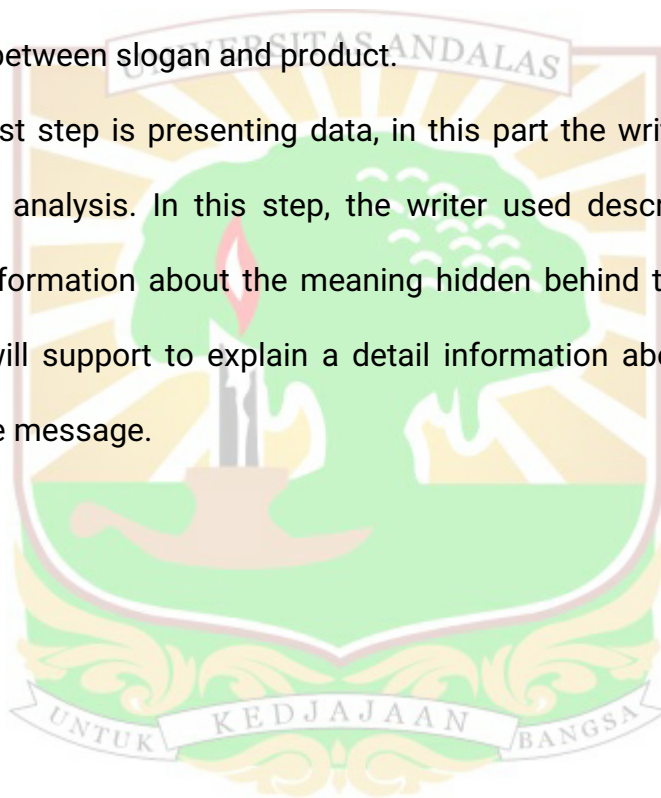 UNIVERSITAS ANDALAS
between slogan and product.
st step is presenting data, in this part the wri
analysis. In this step, the writer used descr
formation about the meaning hidden behind t
will support to explain a detail information abo
e message.
UNTUK KEDJAJAAN BANGSA